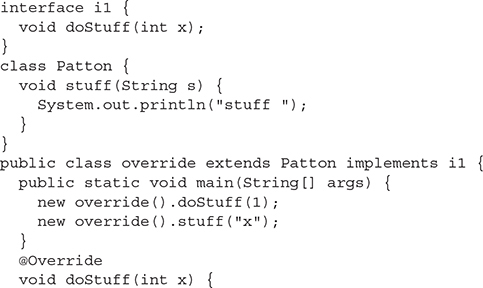 interface i1 {
  void doStuff(int x);
}
class Patton {
  void stuff(String s) {
    System.out.println("stuff ");
  }
}
public class override extends Patton implements i1 {
  public static void main(String[] args) {
    new override().doStuff(1);
    new override().stuff("x");
  }
  @Override
  void doStuff(int x) {